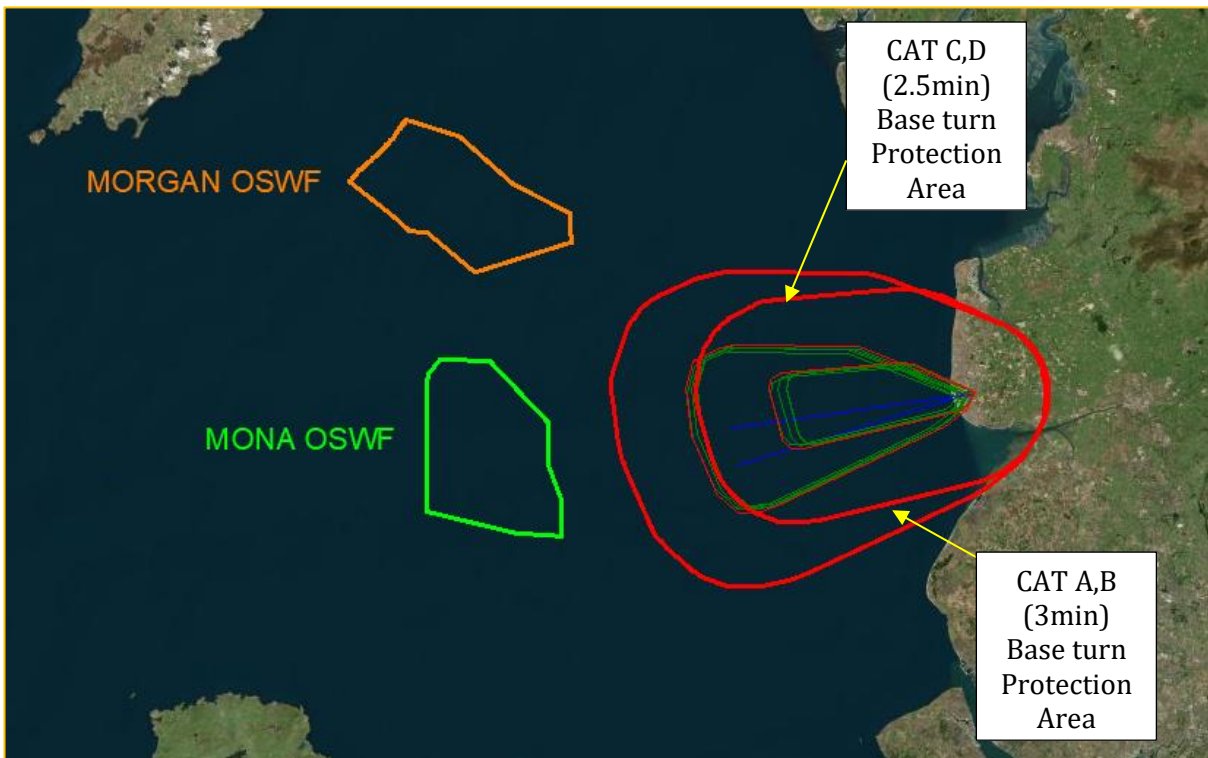 CAT C,D
(2.5min)
Base turn
Protection
Area
MORGAN OSWF
MONA OSWF
CAT A,B
(3min)
Base turn
Protection
Area